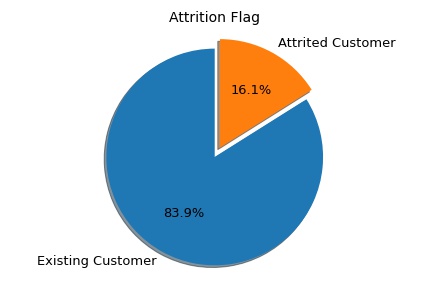 Attrition Flag
Attrited Customer
16.1%
83.9%
Existing Customer